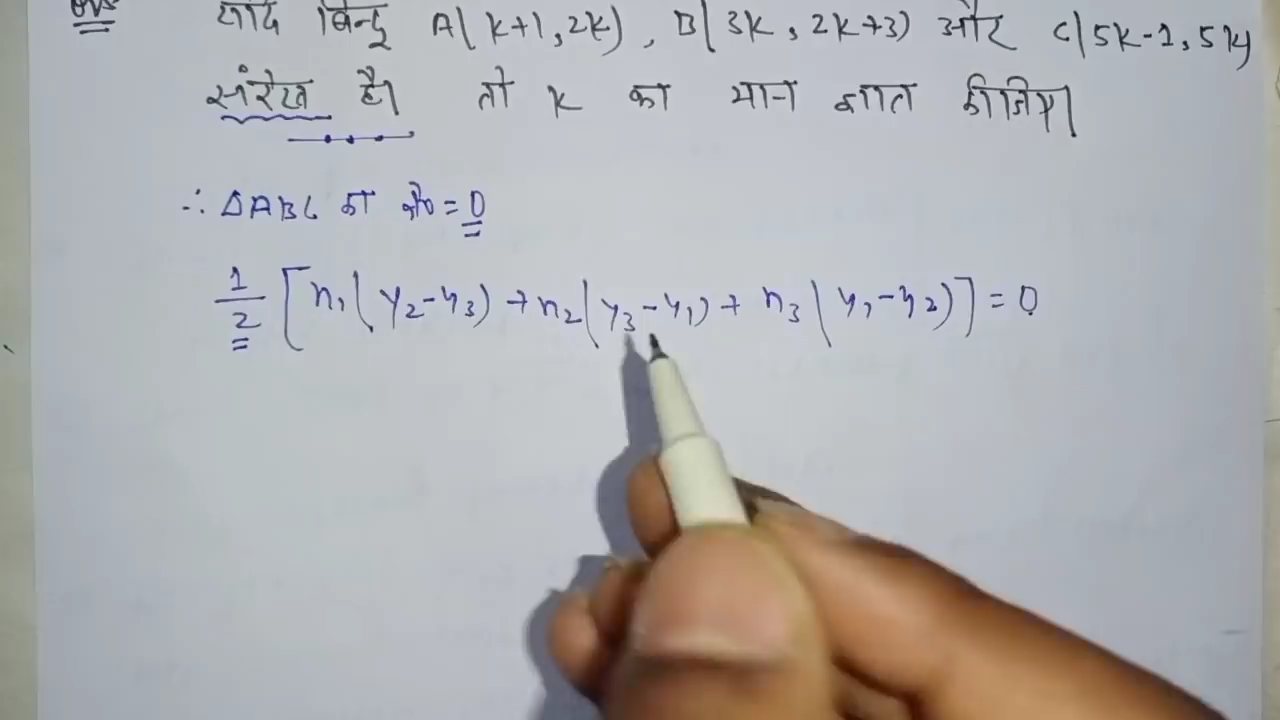 Ques यदि बिन्दू A(k+1,2k), B(3k, 2k+3) और C(5k-1,5k)
संरेख है। तो k का मान ज्ञात कीजिए।
∴ ΔABC का क्षे० = 0
1/2 [x₁(y₂-y₃) + x₂(y₃-y₁) + x₃(y₁-y₂)] = 0